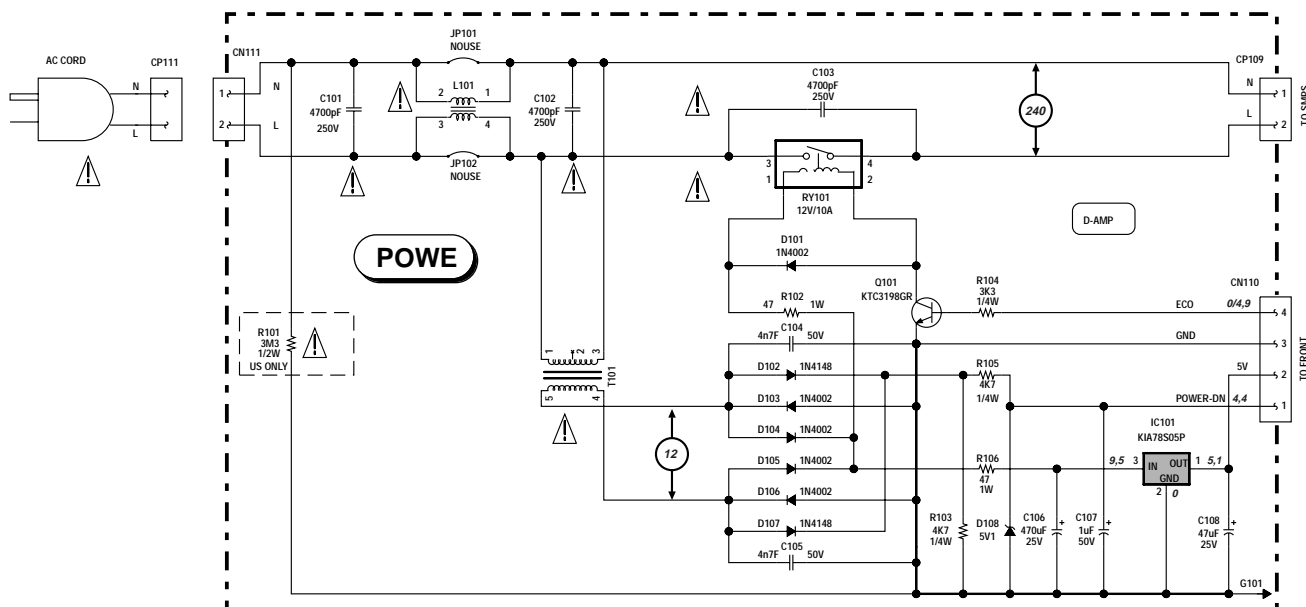 AC CORD
CP111
N
L
CN111
1
2
N
L
C101
4700pF
250V
JP101
NOUSE
L101
2
1
3
4
JP102
NOUSE
C102
4700pF
250V
C103
4700pF
250V
3
4
1
2
RY101
12V/10A
240
CP109
N
1
L
2
TO SMPS
D-AMP
POWE
R101
3M3
1/2W
US ONLY
1
2
3
5
4
T101
12
D101
1N4002
47
R102
1W
C104
4n7F
50V
D102
1N4148
D103
1N4002
D104
1N4002
D105
1N4002
D106
1N4002
D107
1N4148
C105
4n7F
50V
Q101
KTC3198GR
R104
3K3
1/4W
R105
4K7
1/4W
R106
47
1W
R103
4K7
1/4W
D108
5V1
C106
470uF
25V
+
C107
1uF
50V
+
IC101
KIA78S05P
9,5
3
IN
OUT
GND
1
5,1
2
0
C108
47uF
25V
+
CN110
ECO
0/4,9
4
GND
3
5V
2
POWER-DN
4,4
1
TO FRONT
G101